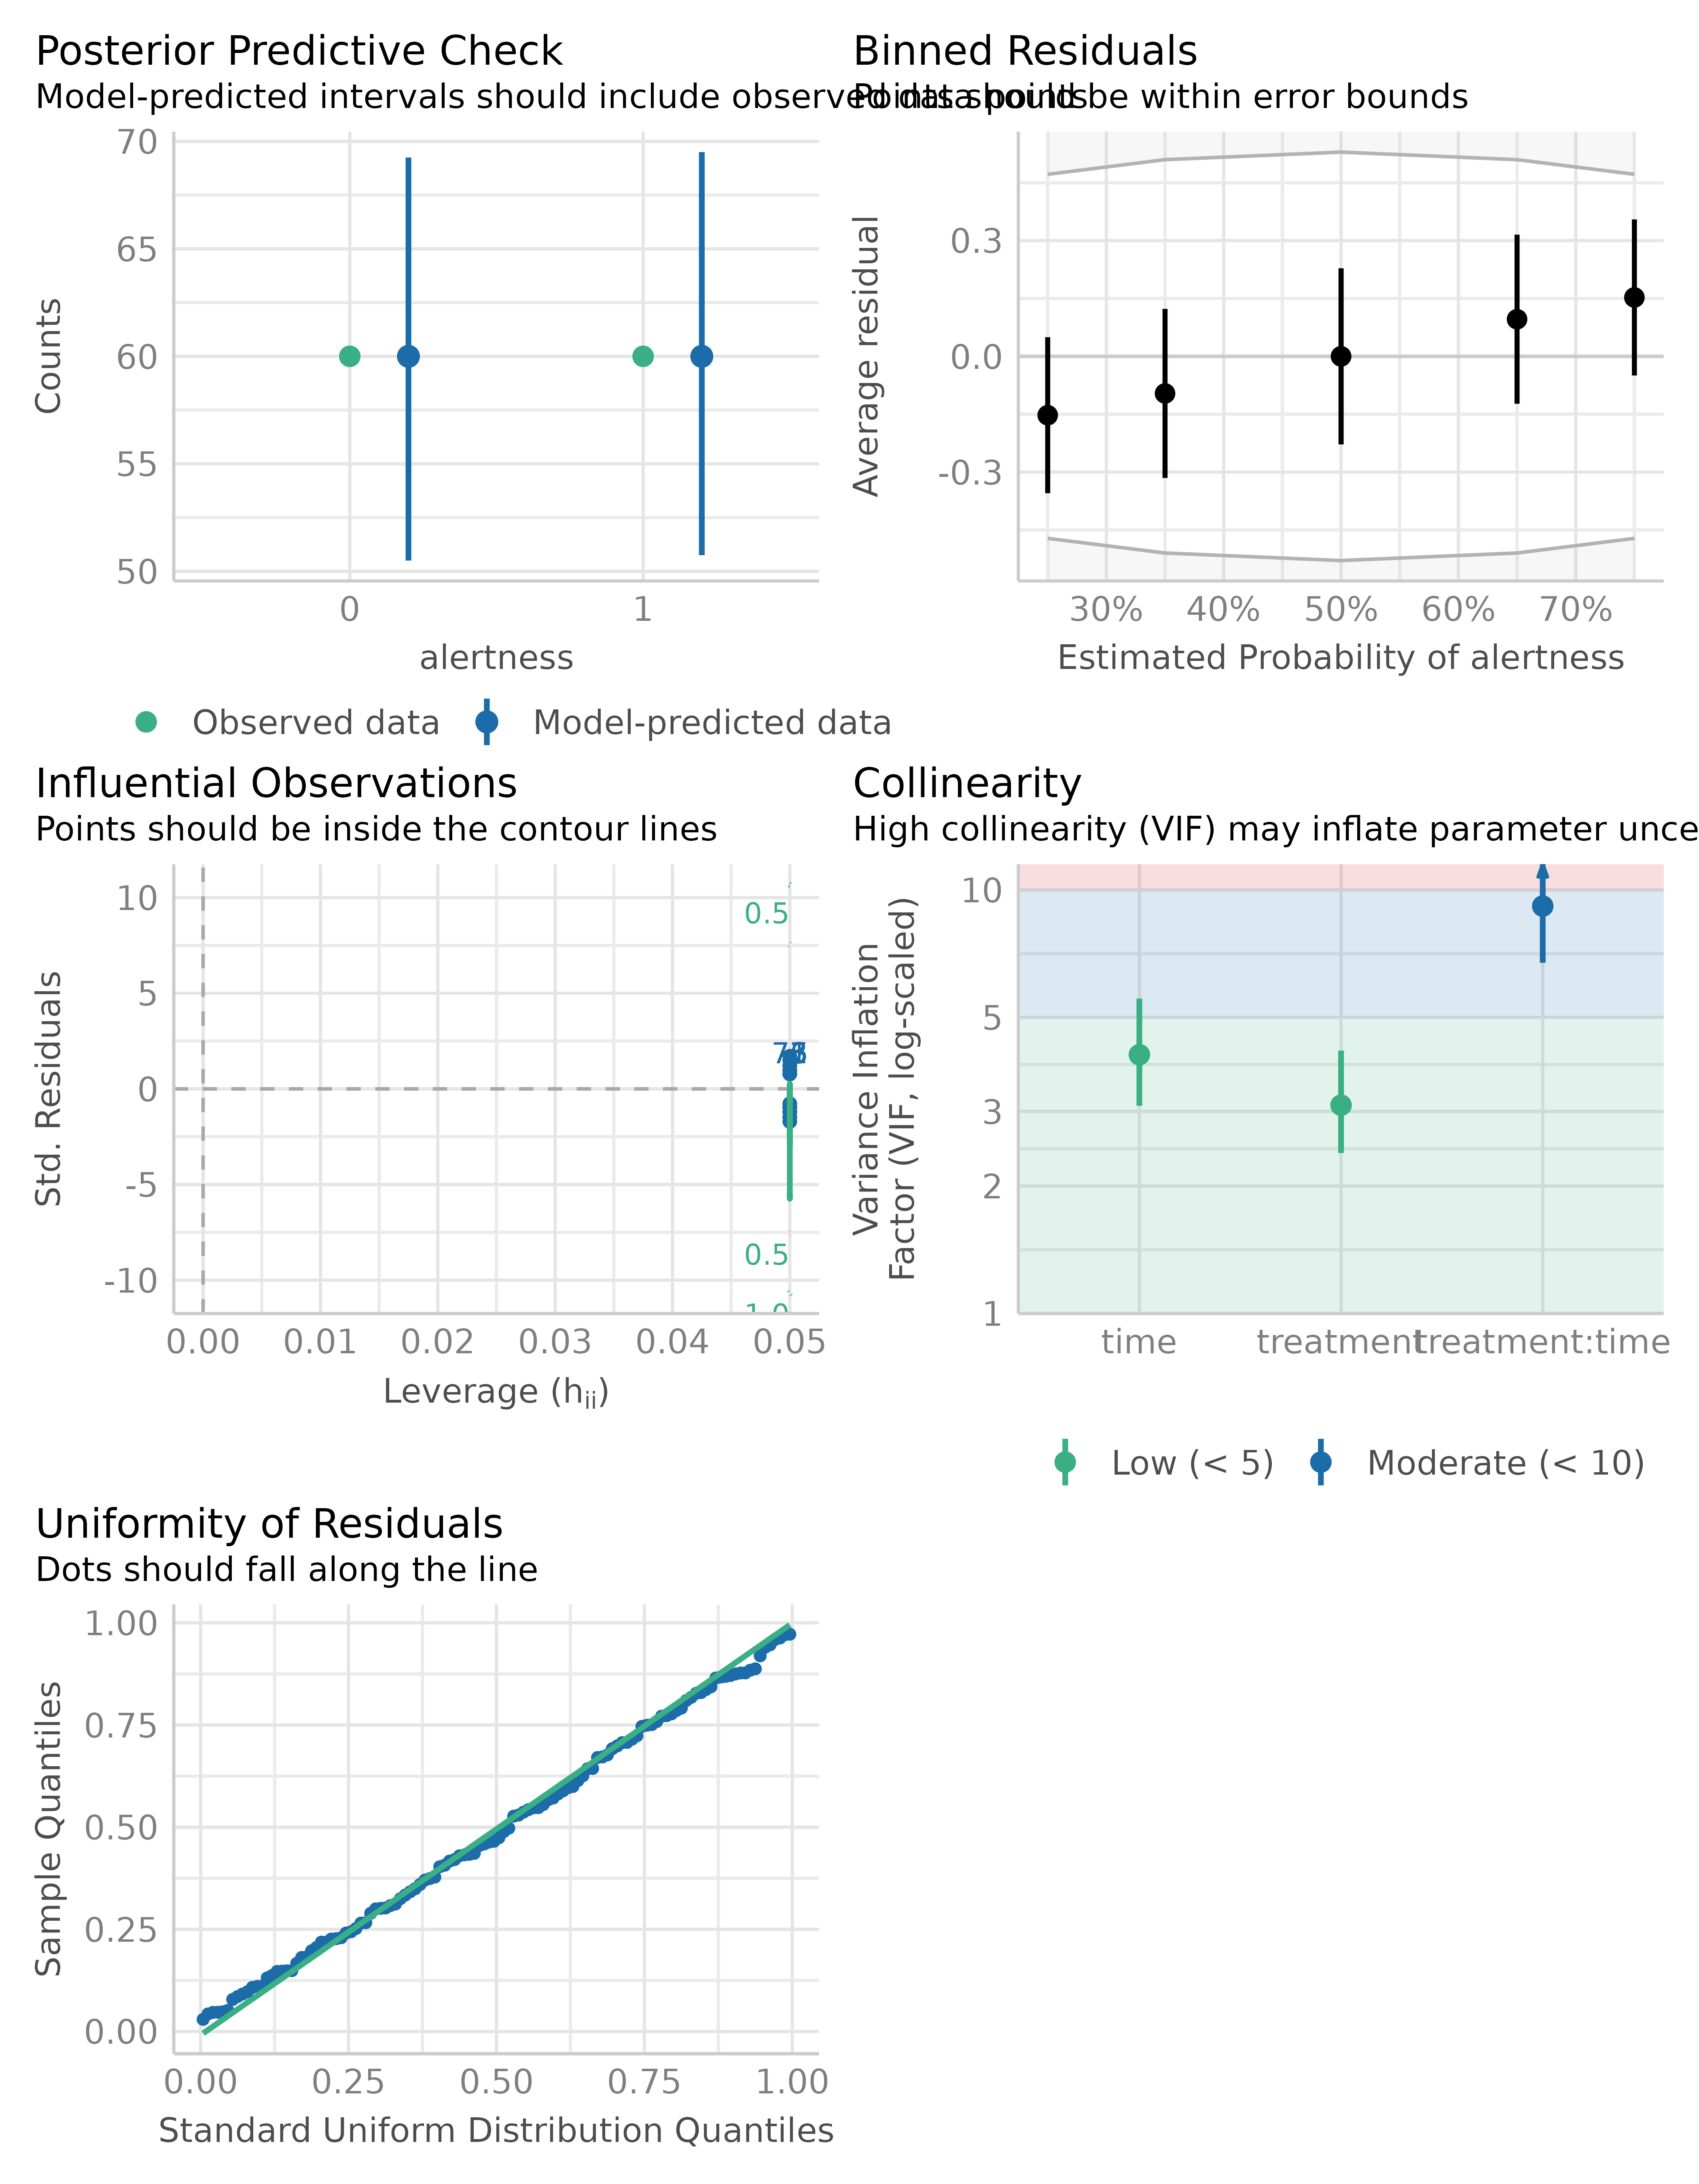 Posterior Predictive Check
Model-predicted intervals should include observed data points
70
65
60
55
50
Counts
0
1
alertness
Observed data
Model-predicted data
Binned Residuals
Points should be within error bounds
0.3
0.0
-0.3
Average residual
30%
40%
50%
60%
70%
Estimated Probability of alertness
Influential Observations
Points should be inside the contour lines
10
5
0
-5
-10
Std. Residuals
0.5
0.5
1.0
0.00
0.01
0.02
0.03
0.04
0.05
Leverage (hii)
Collinearity
High collinearity (VIF) may inflate parameter unce
10
5
3
2
1
Variance Inflation
Factor (VIF, log-scaled)
time
treatment
treatment:time
Low (< 5)
Moderate (< 10)
Uniformity of Residuals
Dots should fall along the line
1.00
0.75
0.50
0.25
0.00
Sample Quantiles
0.00
0.25
0.50
0.75
1.00
Standard Uniform Distribution Quantiles